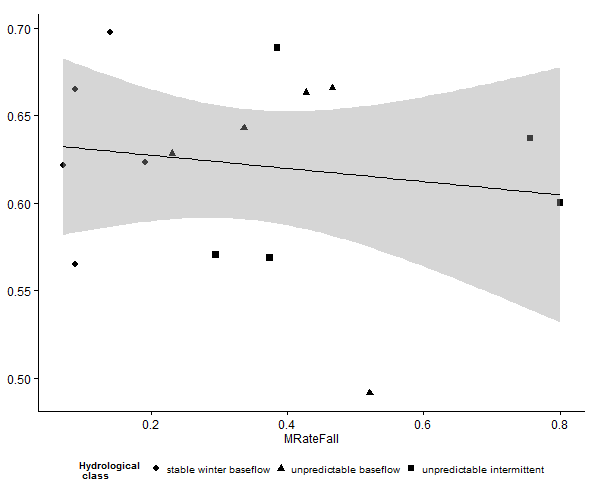 0.70
0.65
0.60
0.55
0.50
0.2 0.4 0.6 0.8
MRateFall
Hydrological
class
stable winter baseflow unpredictable baseflow unpredictable intermittent